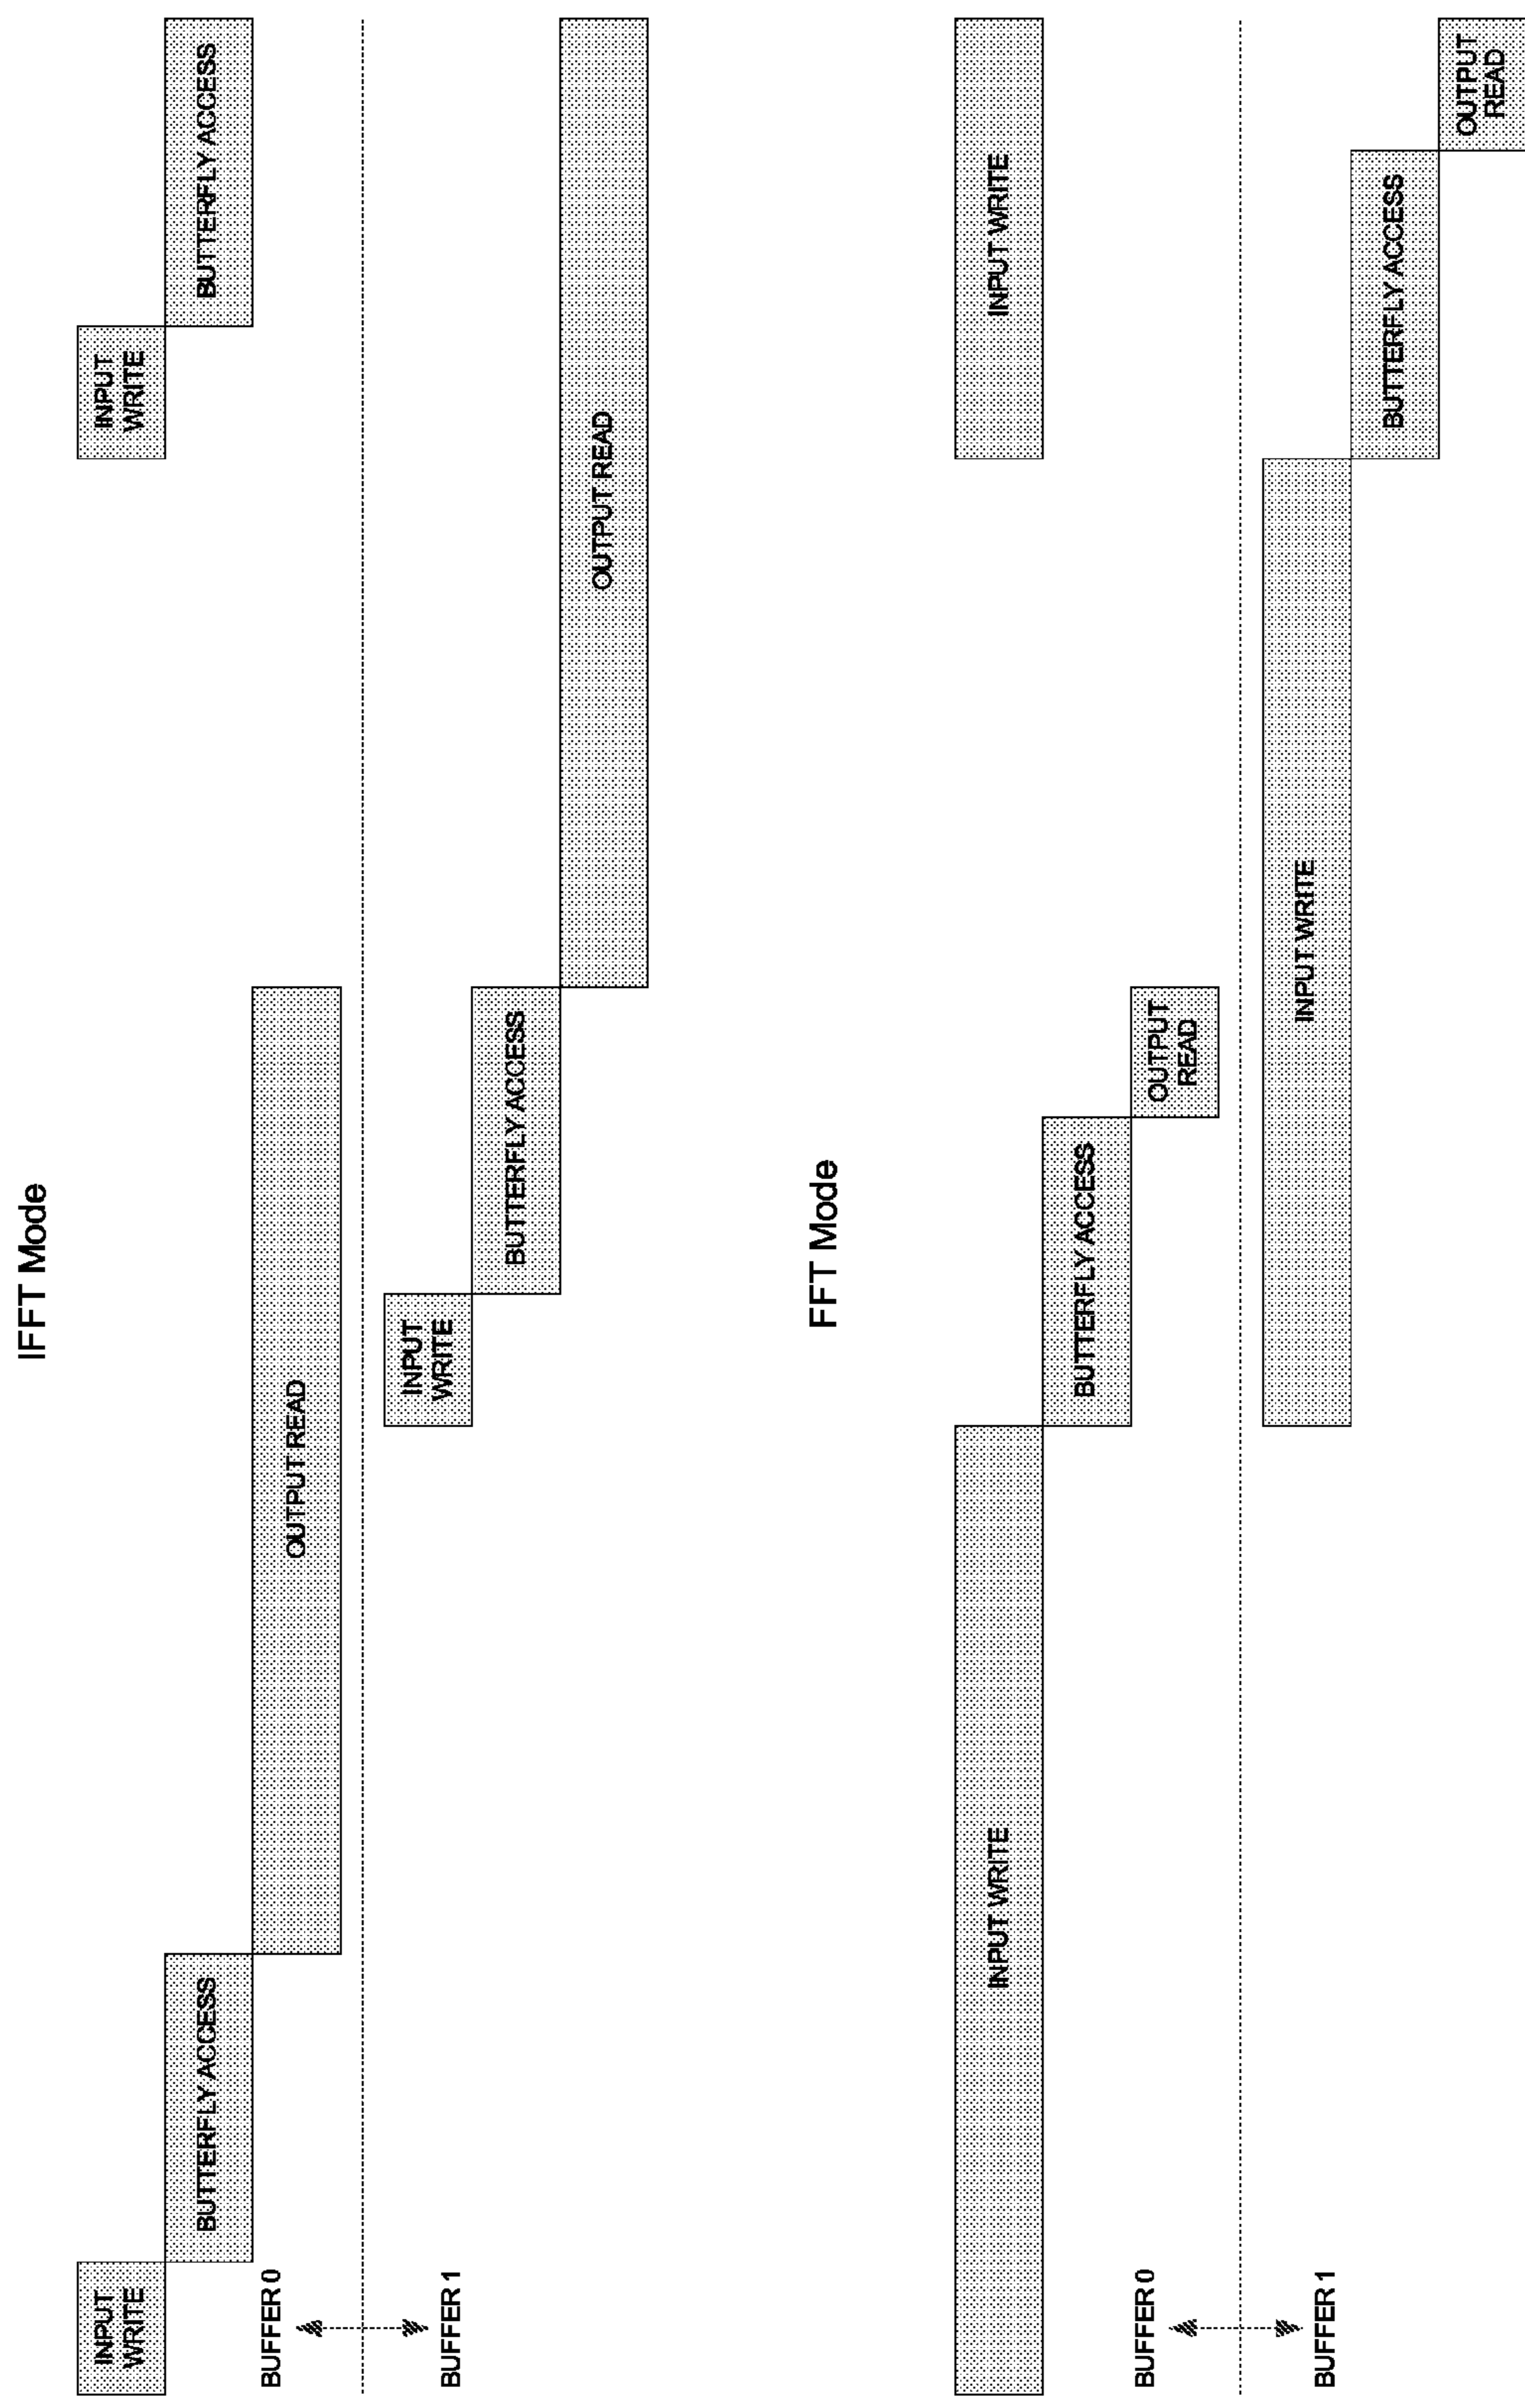 IFFT Mode
INPUT
WRITE
BUTTERFLY ACCESS
OUTPUT READ
INPUT
WRITE
BUTTERFLY ACCESS
BUFFER 0
BUFFER 1
INPUT
WRITE
BUTTERFLY ACCESS
OUTPUT READ
FFT Mode
INPUT WRITE
BUTTERFLY ACCESS
OUTPUT
READ
INPUT WRITE
BUFFER 0
BUFFER 1
INPUT WRITE
BUTTERFLY ACCESS
OUTPUT
READ